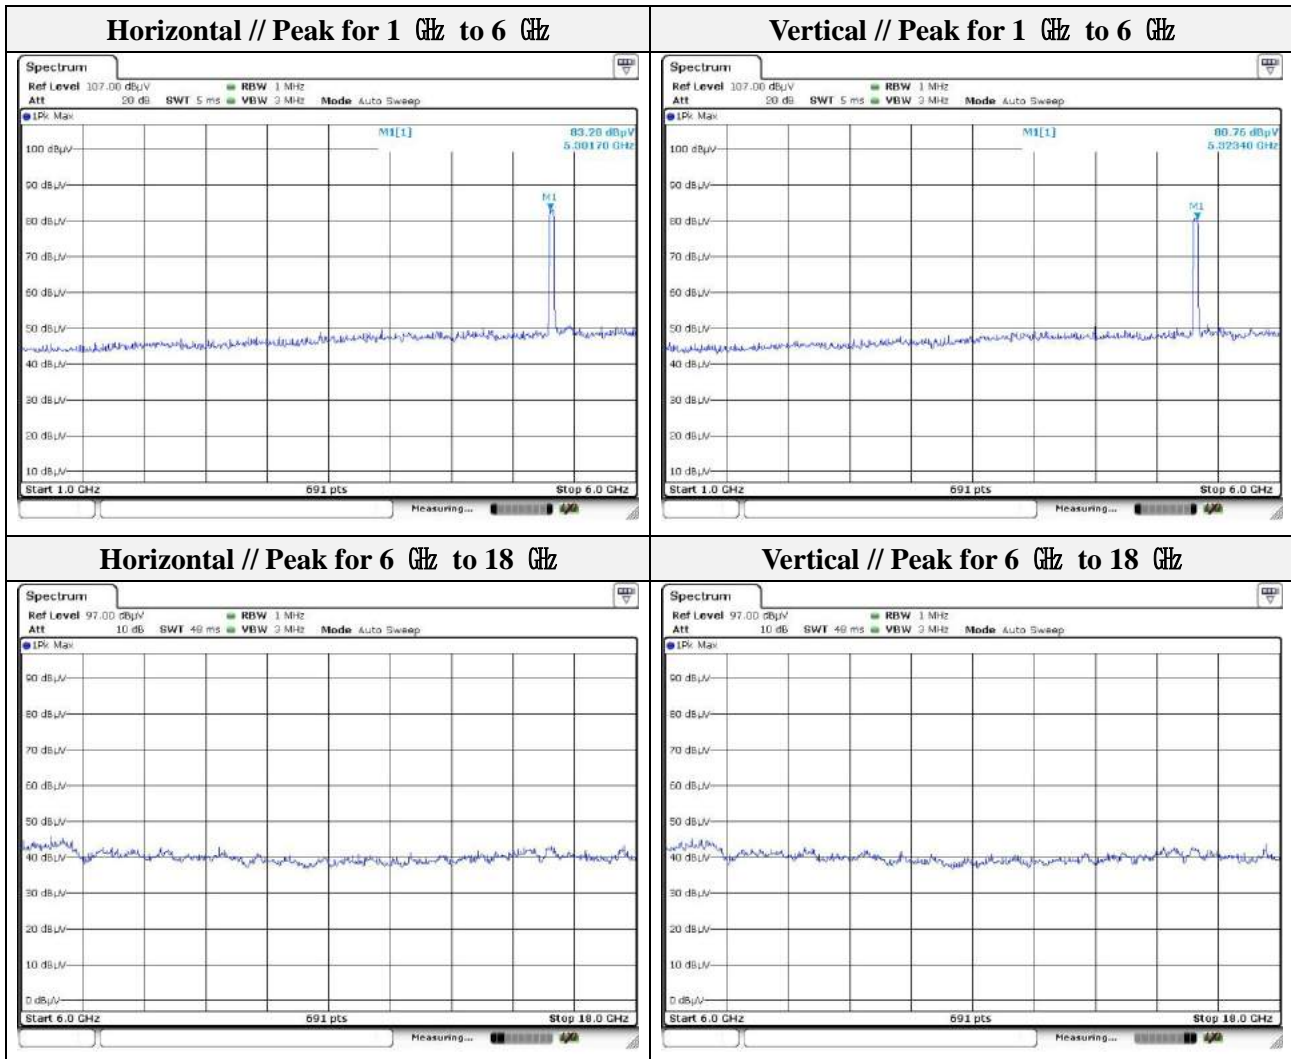 Horizontal // Peak for 1 ㎓ to 6 ㎓
Spectrum
Ref Level 107.00 dBµV RBW 1 MHz
Att 20 dB SWT 5 ms VBW 3 MHz Mode Auto Sweep
1Pk Max
M1[1] 83.20 dBµV
5.30170 GHz
100 dBµV
90 dBµV
M1
80 dBµV
70 dBµV
60 dBµV
50 dBµV
40 dBµV
30 dBµV
20 dBµV
10 dBµV
Start 1.0 GHz 691 pts Stop 6.0 GHz
Measuring...
Vertical // Peak for 1 ㎓ to 6 ㎓
Spectrum
Ref Level 107.00 dBµV RBW 1 MHz
Att 20 dB SWT 5 ms VBW 3 MHz Mode Auto Sweep
1Pk Max
M1[1] 80.75 dBµV
5.32340 GHz
100 dBµV
90 dBµV
M1
80 dBµV
70 dBµV
60 dBµV
50 dBµV
40 dBµV
30 dBµV
20 dBµV
10 dBµV
Start 1.0 GHz 691 pts Stop 6.0 GHz
Measuring...
Horizontal // Peak for 6 ㎓ to 18 ㎓
Spectrum
Ref Level 97.00 dBµV RBW 1 MHz
Att 10 dB SWT 48 ms VBW 3 MHz Mode Auto Sweep
1Pk Max
90 dBµV
80 dBµV
70 dBµV
60 dBµV
50 dBµV
40 dBµV
30 dBµV
20 dBµV
10 dBµV
0 dBµV
Start 6.0 GHz 691 pts Stop 18.0 GHz
Measuring...
Vertical // Peak for 6 ㎓ to 18 ㎓
Spectrum
Ref Level 97.00 dBµV RBW 1 MHz
Att 10 dB SWT 48 ms VBW 3 MHz Mode Auto Sweep
1Pk Max
90 dBµV
80 dBµV
70 dBµV
60 dBµV
50 dBµV
40 dBµV
30 dBµV
20 dBµV
10 dBµV
0 dBµV
Start 6.0 GHz 691 pts Stop 18.0 GHz
Measuring...